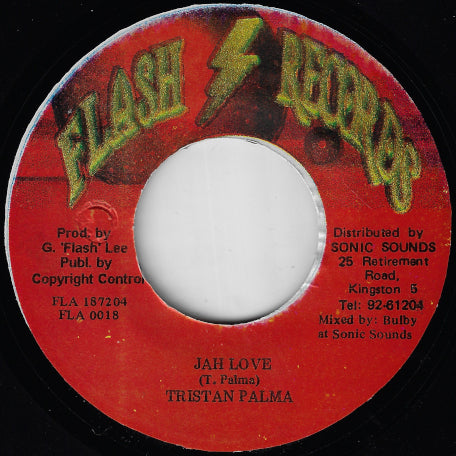 FLASH RECORDS
Prod. by
G. 'Flash' Lee
Publ. by
Copyright Control
FLA 187204
FLA 0018
Distributed by
SONIC SOUNDS
25 Retirement
Road,
Kingston 5
Tel: 92-61204
Mixed by: Bulby
at Sonic Sounds
JAH LOVE
(T. Palma)
TRISTAN PALMA